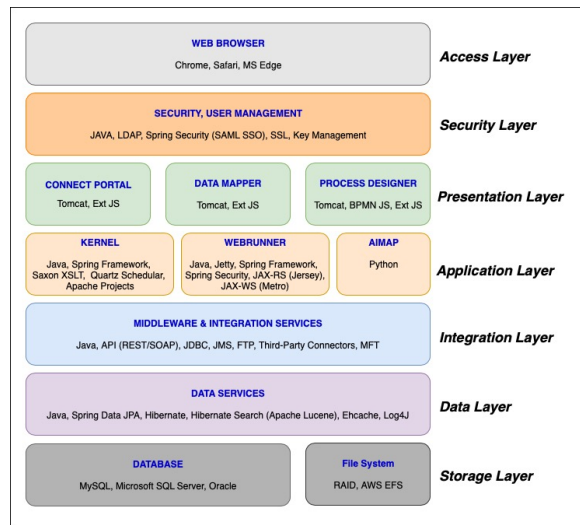 WEB BROWSER
Chrome, Safari, MS Edge
Access Layer
SECURITY, USER MANAGEMENT
JAVA, LDAP, Spring Security (SAML SSO), SSL, Key Management
Security Layer
CONNECT PORTAL
Tomcat, Ext JS
DATA MAPPER
Tomcat, Ext JS
PROCESS DESIGNER
Tomcat, BPMN JS, Ext JS
Presentation Layer
KERNEL
Java, Spring Framework,
Saxon XSLT, Quartz Schedular,
Apache Projects
WEBRUNNER
Java, Jetty, Spring Framework,
Spring Security, JAX-RS (Jersey),
JAX-WS (Metro)
AIMAP
Python
Application Layer
MIDDLEWARE & INTEGRATION SERVICES
Java, API (REST/SOAP), JDBC, JMS, FTP, Third-Party Connectors, MFT
Integration Layer
DATA SERVICES
Java, Spring Data JPA, Hibernate, Hibernate Search (Apache Lucene), Ehcache, Log4J
Data Layer
DATABASE
MySQL, Microsoft SQL Server, Oracle
File System
RAID, AWS EFS
Storage Layer